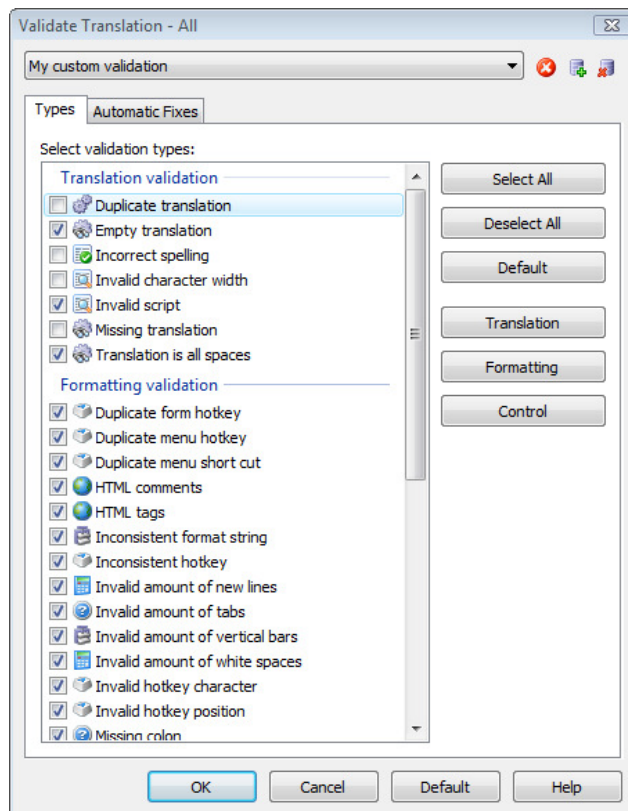 Validate Translation - All
My custom validation
Types
Automatic Fixes
Select validation types:
Translation validation
Duplicate translation
Empty translation
Incorrect spelling
Invalid character width
Invalid script
Missing translation
Translation is all spaces
Formatting validation
Duplicate form hotkey
Duplicate menu hotkey
Duplicate menu short cut
HTML comments
HTML tags
Inconsistent format string
Inconsistent hotkey
Invalid amount of new lines
Invalid amount of tabs
Invalid amount of vertical bars
Invalid amount of white spaces
Invalid hotkey character
Invalid hotkey position
Missing colon
Select All
Deselect All
Default
Translation
Formatting
Control
OK
Cancel
Default
Help